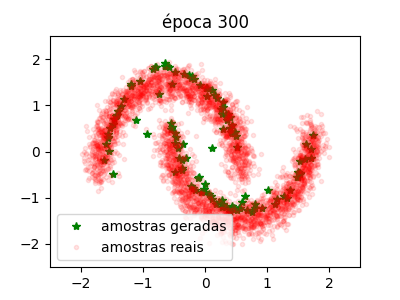 época 300
2
1
0
−1
−2
amostras geradas
amostras reais
−2 −1 0 1 2